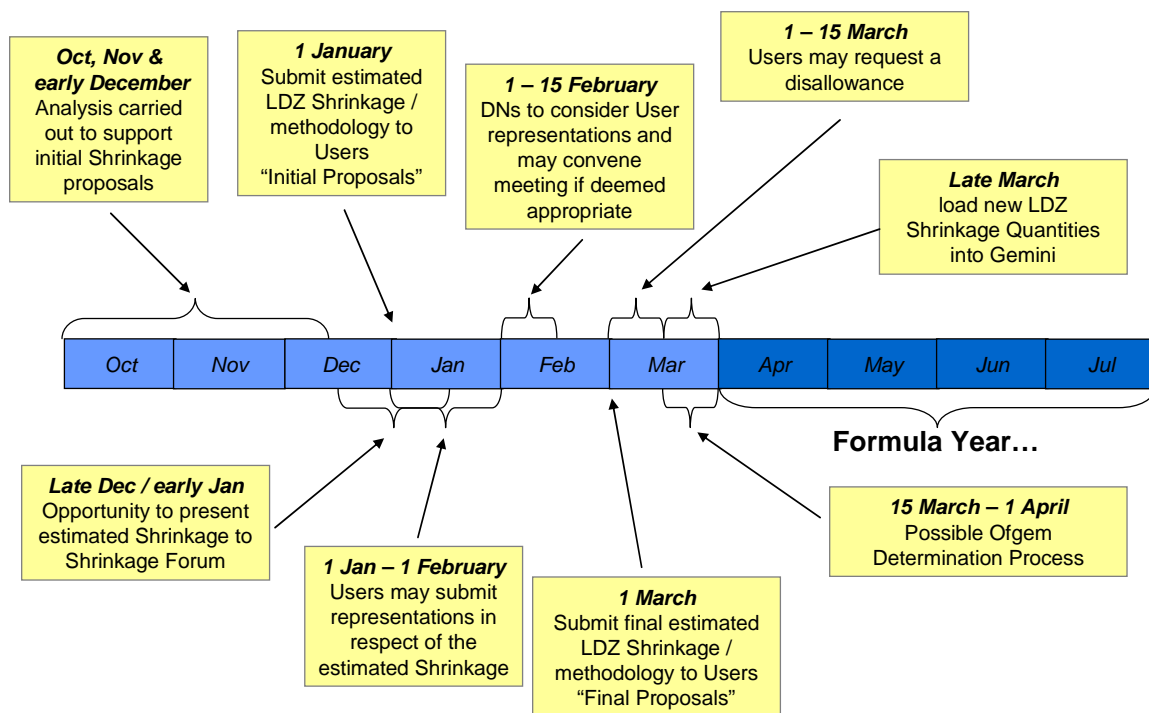 Oct, Nov &
early December
Analysis carried
out to support
initial Shrinkage
proposals
1 January
Submit estimated
LDZ Shrinkage /
methodology to
Users
“Initial Proposals”
1 – 15 February
DNs to consider User
representations and
may convene
meeting if deemed
appropriate
1 – 15 March
Users may request a
disallowance
Late March
load new LDZ
Shrinkage Quantities
into Gemini
Oct
Nov
Dec
Jan
Feb
Mar
Apr
May
Jun
Jul
Formula Year…
Late Dec / early Jan
Opportunity to present
estimated Shrinkage to
Shrinkage Forum
1 Jan – 1 February
Users may submit
representations in
respect of the
estimated Shrinkage
1 March
Submit final estimated
LDZ Shrinkage /
methodology to Users
“Final Proposals”
15 March – 1 April
Possible Ofgem
Determination Process